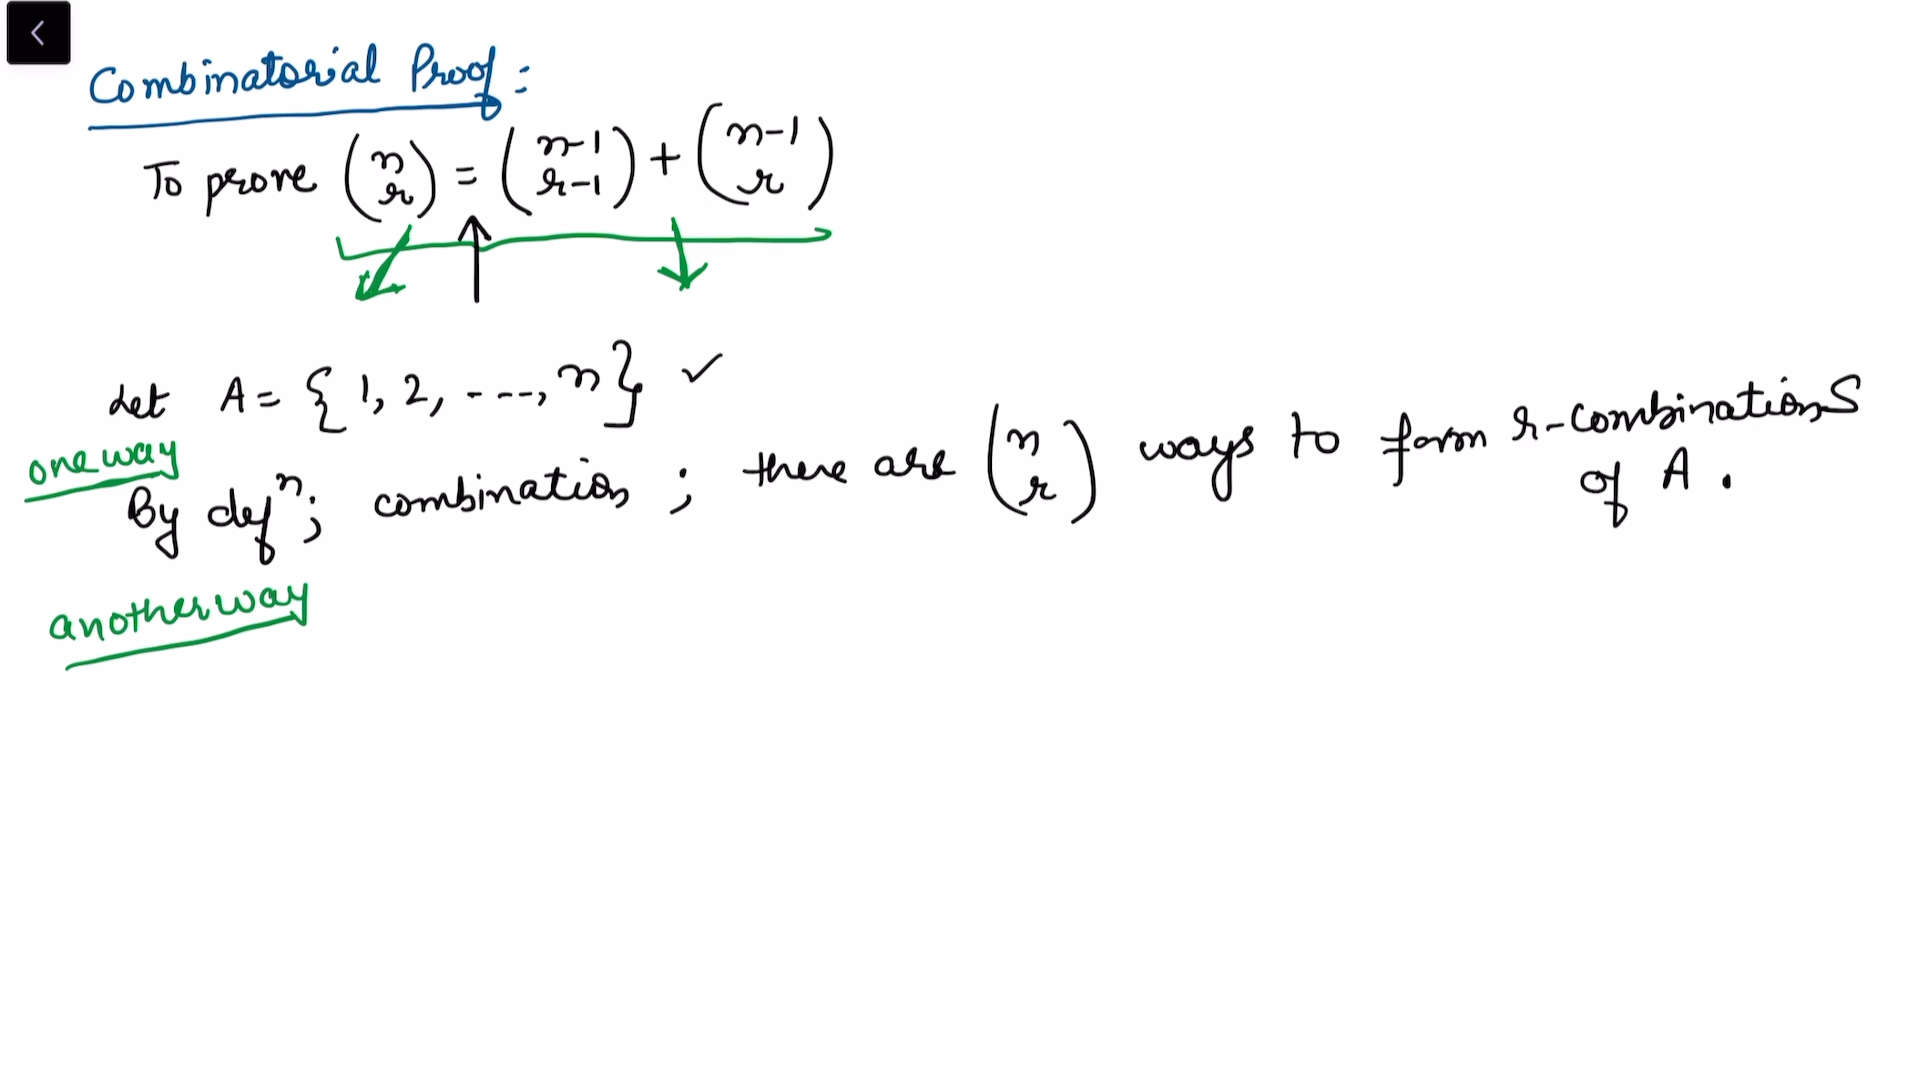 Combinatorial Proof :
To prove (n r) = (n-1 r-1) + (n-1 r)
Let A = { 1, 2, ----, n } ✓
one way
By defⁿ; combination ; there are (n r) ways to form r-combinations
of A .
another way